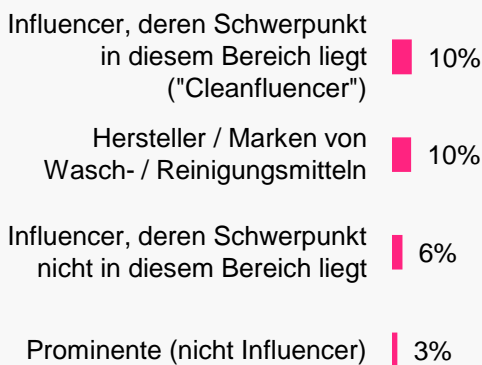 Influencer, deren Schwerpunkt
in diesem Bereich liegt
("Cleanfluencer")
10%
Hersteller / Marken von
Wasch- / Reinigungsmitteln
10%
Influencer, deren Schwerpunkt
nicht in diesem Bereich liegt
6%
Prominente (nicht Influencer)
3%